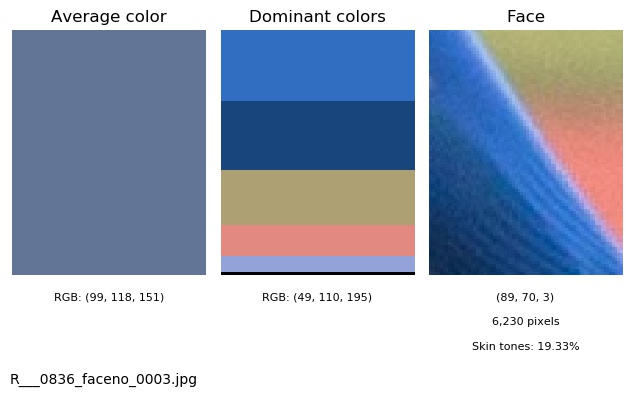 Average color
Dominant colors
Face
RGB: (99, 118, 151)
RGB: (49, 110, 195)
(89, 70, 3)
6,230 pixels
Skin tones: 19.33%
R___0836_faceno_0003.jpg